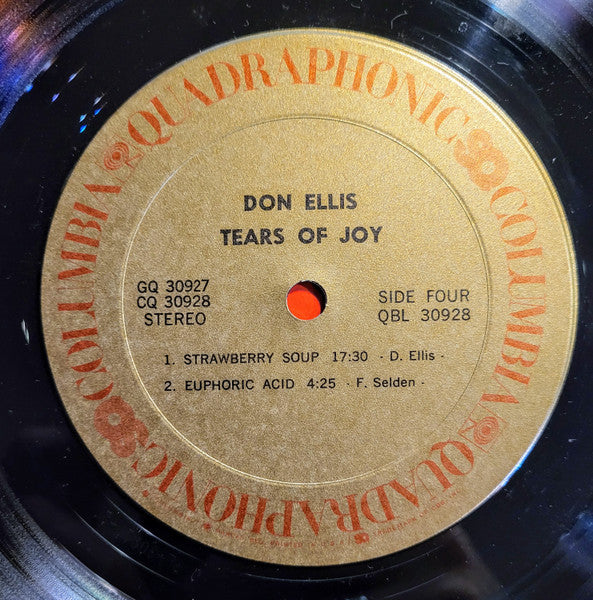 QUADRAPHONIC
COLUMBIA
COLUMBIA
DON ELLIS
TEARS OF JOY
GQ 30927
CQ 30928
STEREO
SIDE FOUR
QBL 30928
1. STRAWBERRY SOUP 17:30 · D. Ellis ·
2. EUPHORIC ACID 4:25 · F. Selden ·
QUADRAPHONIC